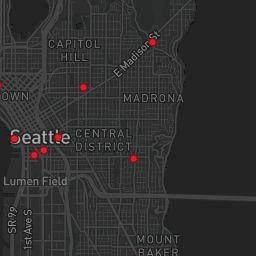 CAPITOL
HILL
E Madison St
OWN
MADRONA
Seattle
CENTRAL
DISTRICT
Lumen Field
SR 99
1st Ave S
MOUNT
BAKER